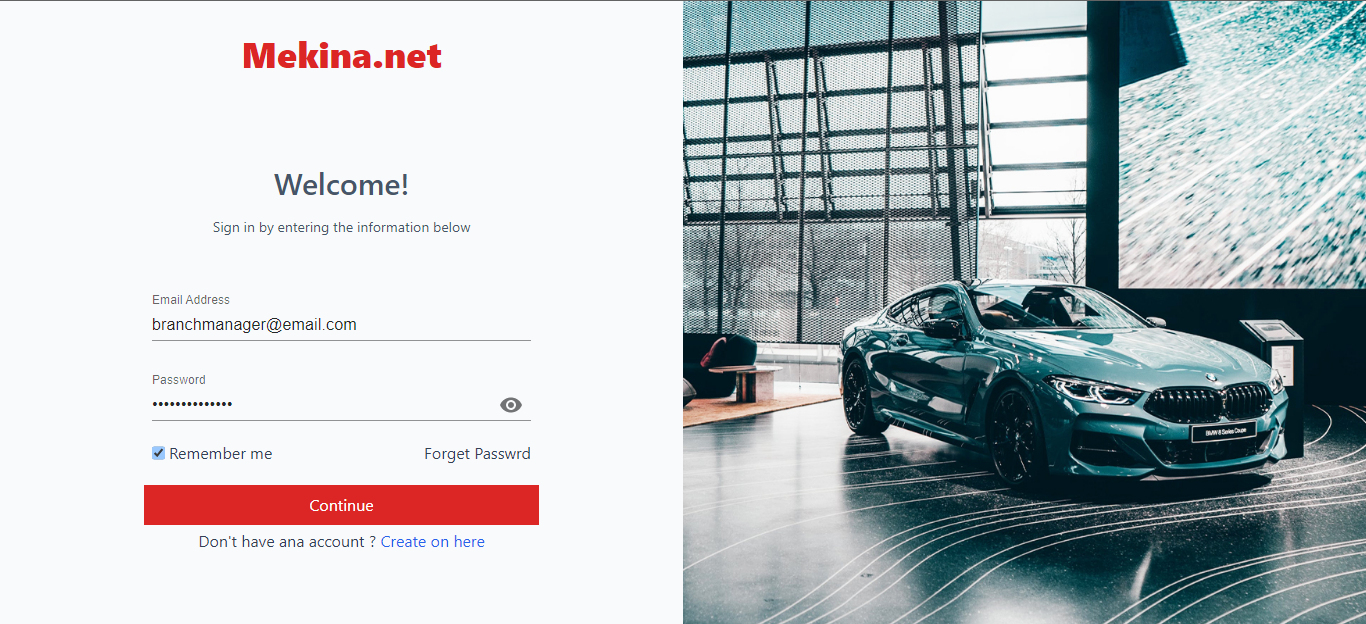 Mekina.net
Welcome!
Sign in by entering the information below
Email Address
branchmanager@email.com
Password
••••••••••••••
Remember me
Forget Passwrd
Continue
Don't have ana account ? Create on here
BMW 8 Series Coupe